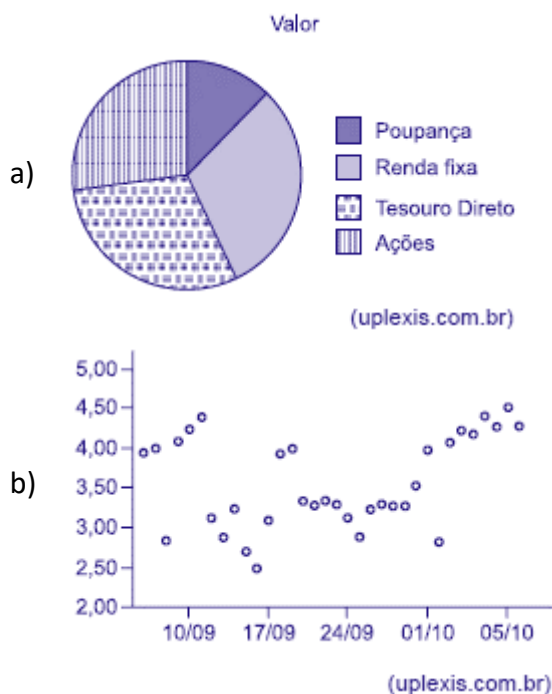 Valor
a)
Poupança
Renda fixa
Tesouro Direto
Ações
(uplexis.com.br)
b)
5,00
4,50
4,00
3,50
3,00
2,50
2,00
10/09 17/09 24/09 01/10 05/10
(uplexis.com.br)